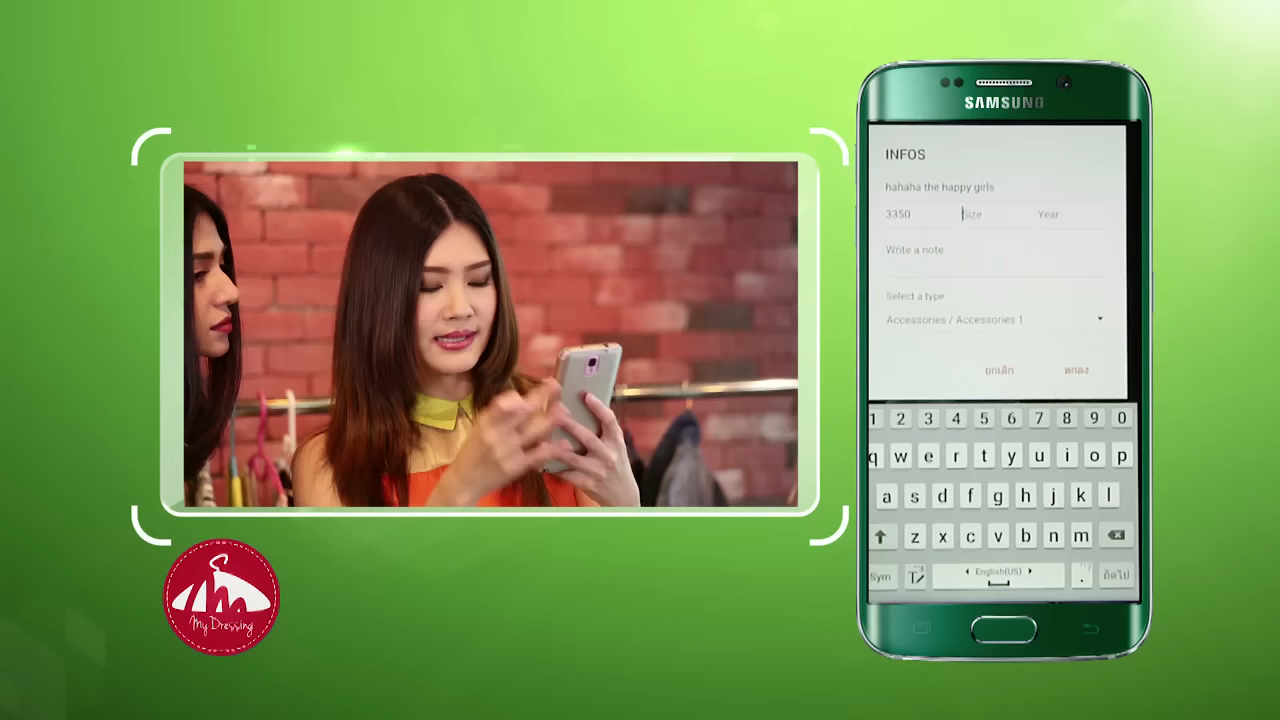 SAMSUNG
INFOS
hahaha the happy girls
3350 Size Year
Write a note
Select a type
Accessories / Accessories 1
ยกเลิก ตกลง
1 2 3 4 5 6 7 8 9 0
q w e r t y u i o p
a s d f g h j k l
z x c v b n m
Sym English(US) . ถัดไป
My Dressing